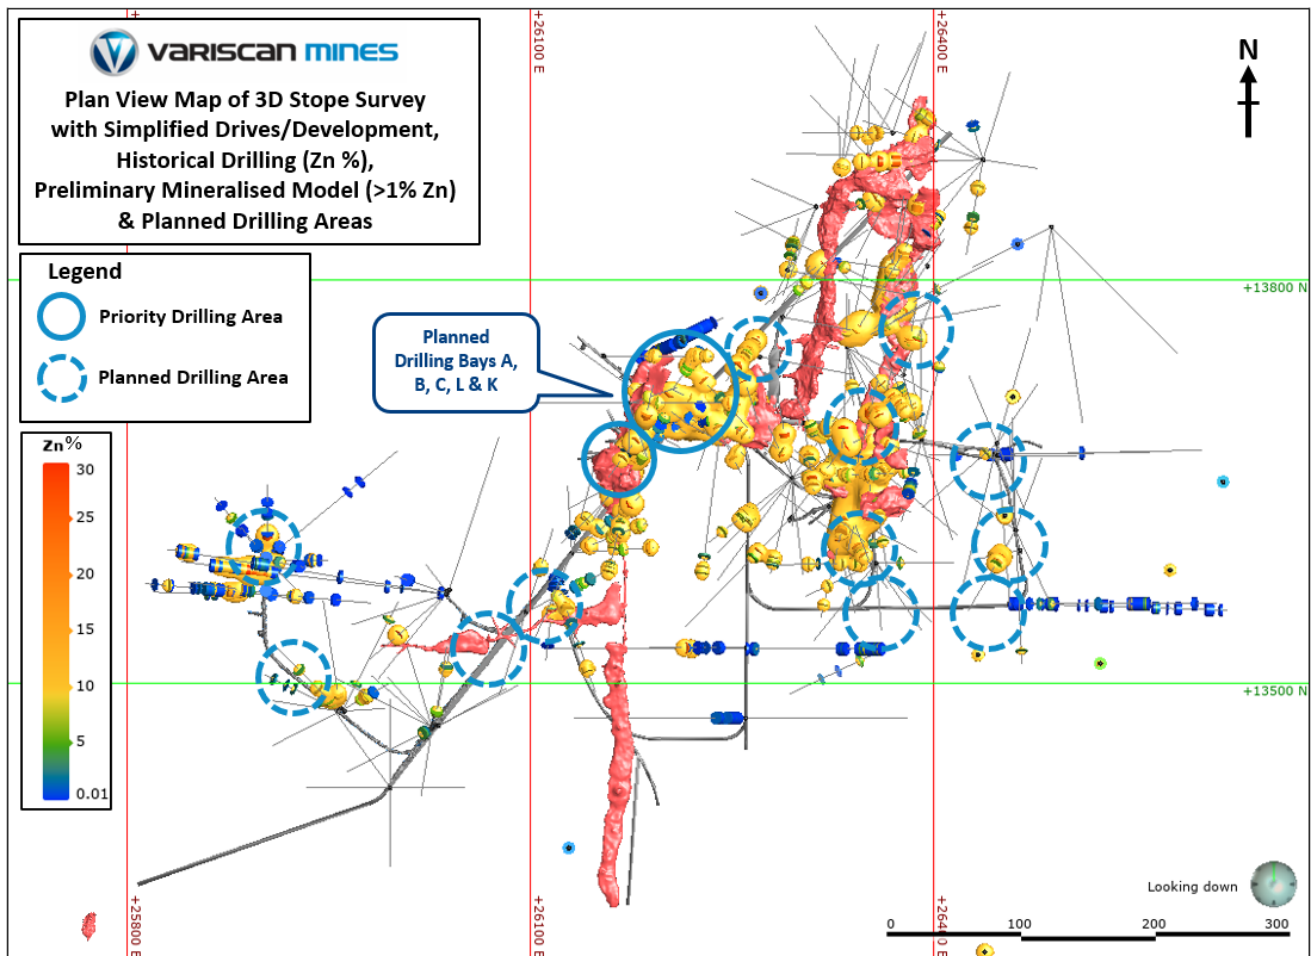 VARISCAN MINES
Plan View Map of 3D Stope Survey
with Simplified Drives/Development,
Historical Drilling (Zn %),
Preliminary Mineralised Model (>1% Zn)
& Planned Drilling Areas
Legend
Priority Drilling Area
Planned Drilling Area
Zn%
30
25
20
15
10
5
0.01
Planned
Drilling Bays A,
B, C, L & K
+26100 E
+26400 E
N
+13800 N
+13500 N
+25800 E
+26100 E
+26400 E
Looking down
0 100 200 300